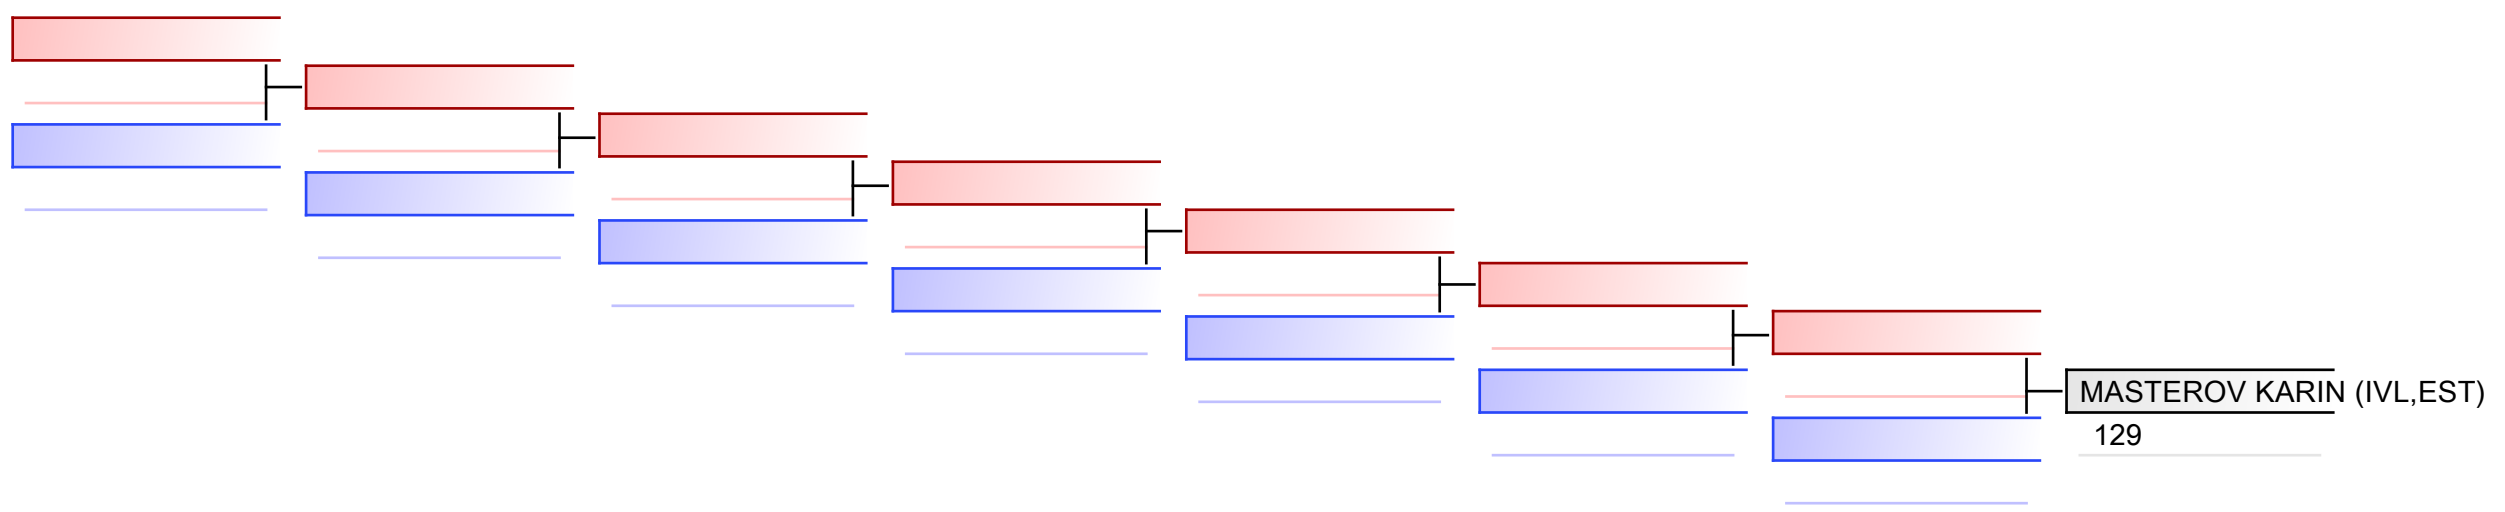 MASTEROV KARIN (IVL,EST)
129